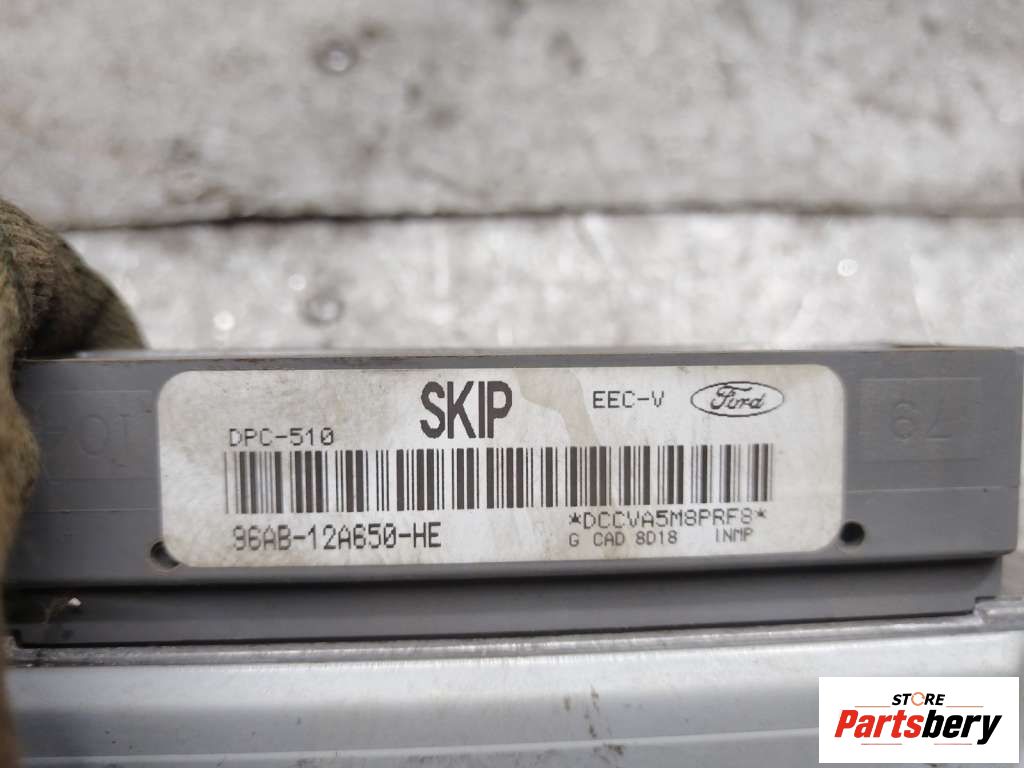 SKIP
EEC-V
Ford
DPC-510
96AB-12A650-HE
*DCCVA5M8PRF8*
G CAD 8D18 INMP
STORE
Partsbery